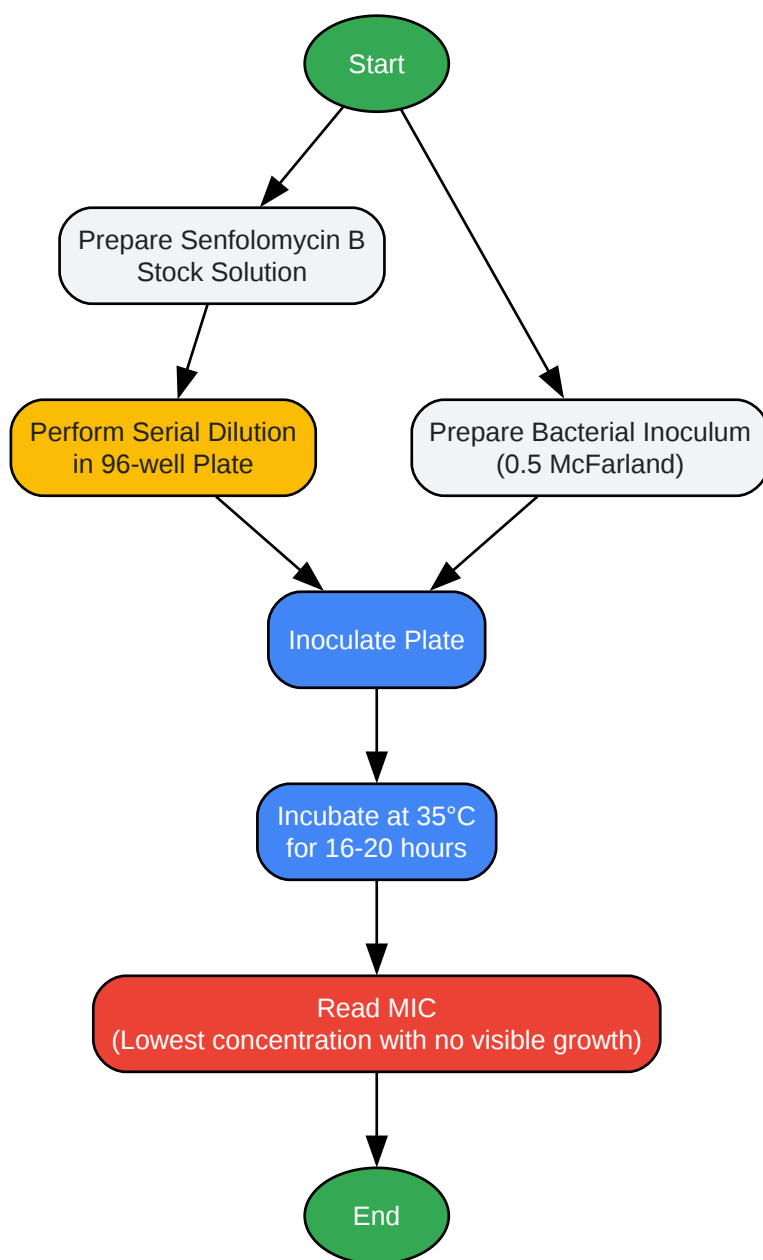 Start
Prepare Senfolomycin B
Stock Solution
Perform Serial Dilution
in 96-well Plate
Prepare Bacterial Inoculum
(0.5 McFarland)
Inoculate Plate
Incubate at 35°C
for 16-20 hours
Read MIC
(Lowest concentration with no visible growth)
End